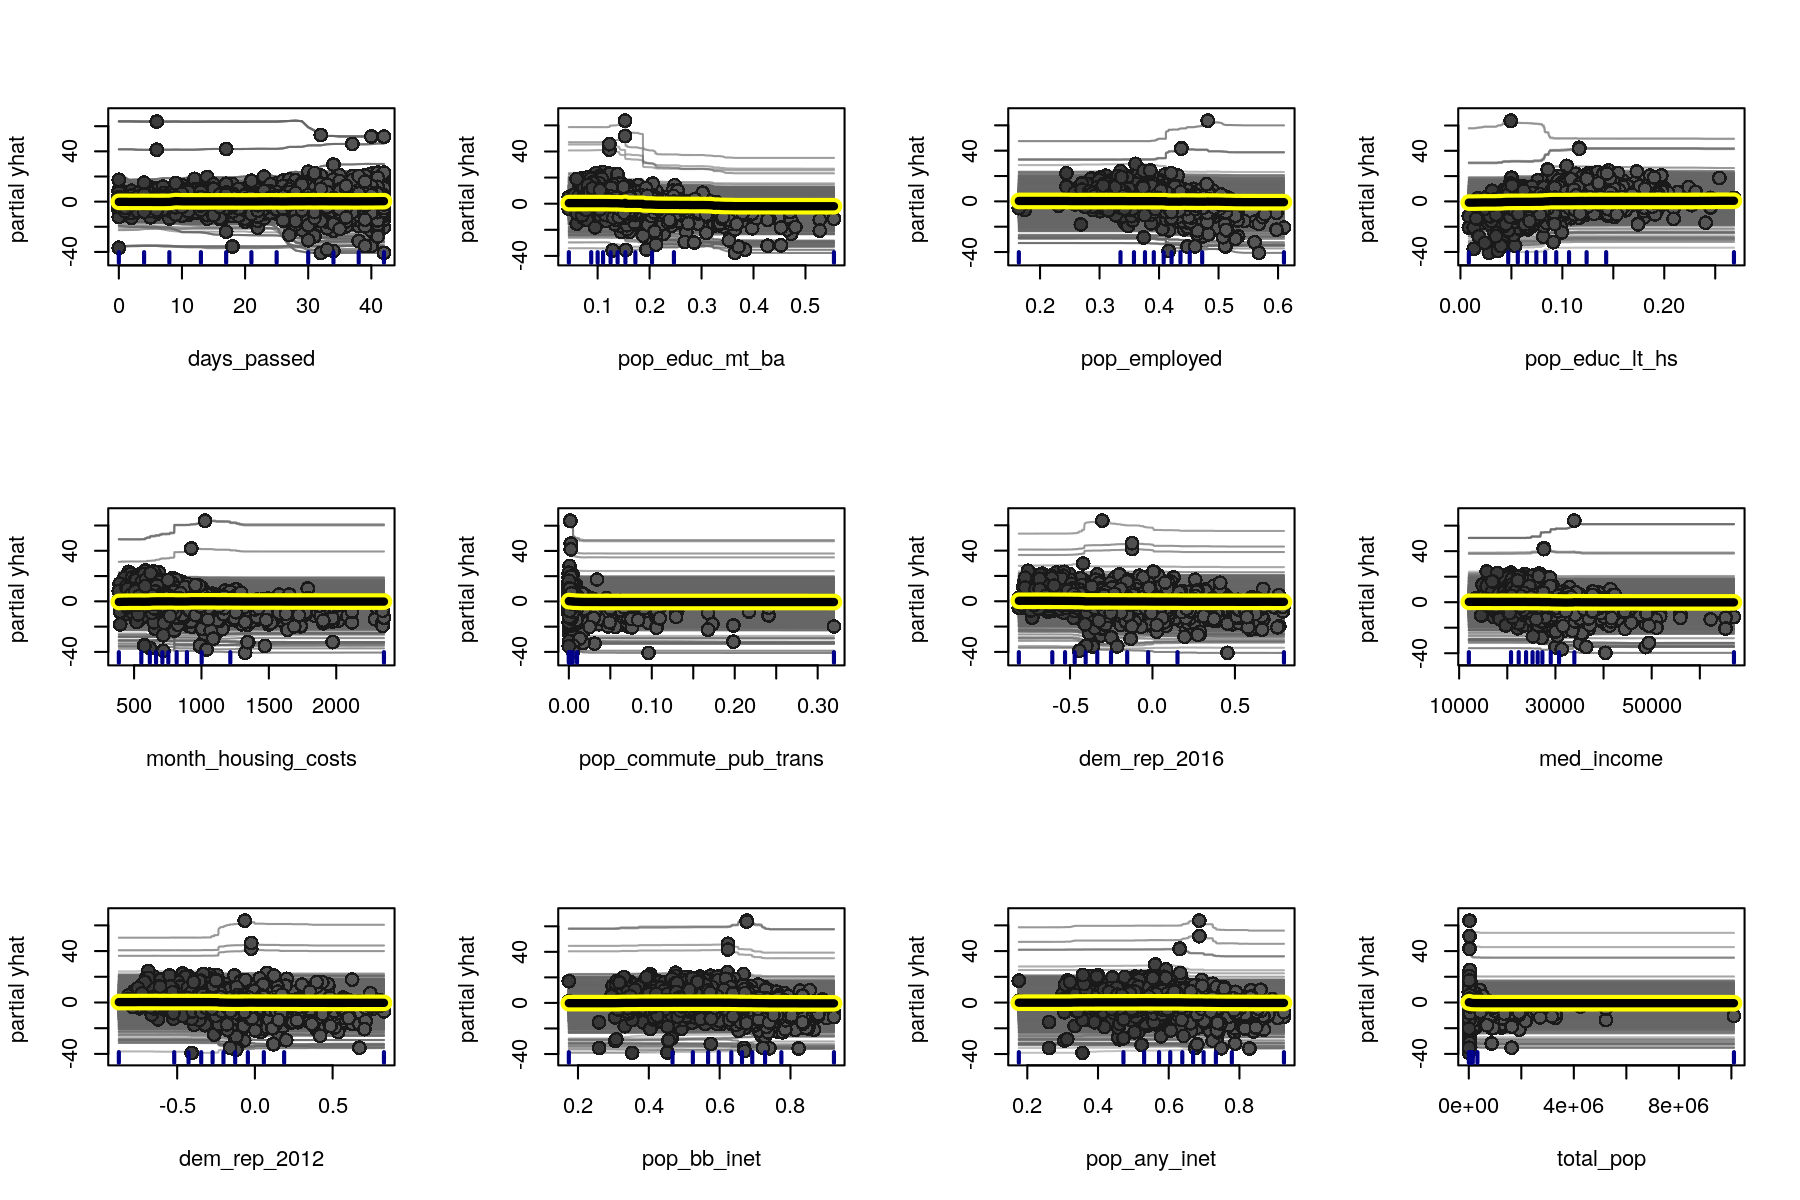 partial yhat
-40 0 40
0 10 20 30 40
days_passed
partial yhat
-40 0 40
0.1 0.2 0.3 0.4 0.5
pop_educ_mt_ba
partial yhat
-40 0 40
0.2 0.3 0.4 0.5 0.6
pop_employed
partial yhat
-40 0 40
0.00 0.10 0.20
pop_educ_lt_hs
partial yhat
-40 0 40
500 1000 1500 2000
month_housing_costs
partial yhat
-40 0 40
0.00 0.10 0.20 0.30
pop_commute_pub_trans
partial yhat
-40 0 40
-0.5 0.0 0.5
dem_rep_2016
partial yhat
-40 0 40
10000 30000 50000
med_income
partial yhat
-40 0 40
-0.5 0.0 0.5
dem_rep_2012
partial yhat
-40 0 40
0.2 0.4 0.6 0.8
pop_bb_inet
partial yhat
-40 0 40
0.2 0.4 0.6 0.8
pop_any_inet
partial yhat
-40 0 40
0e+00 4e+06 8e+06
total_pop